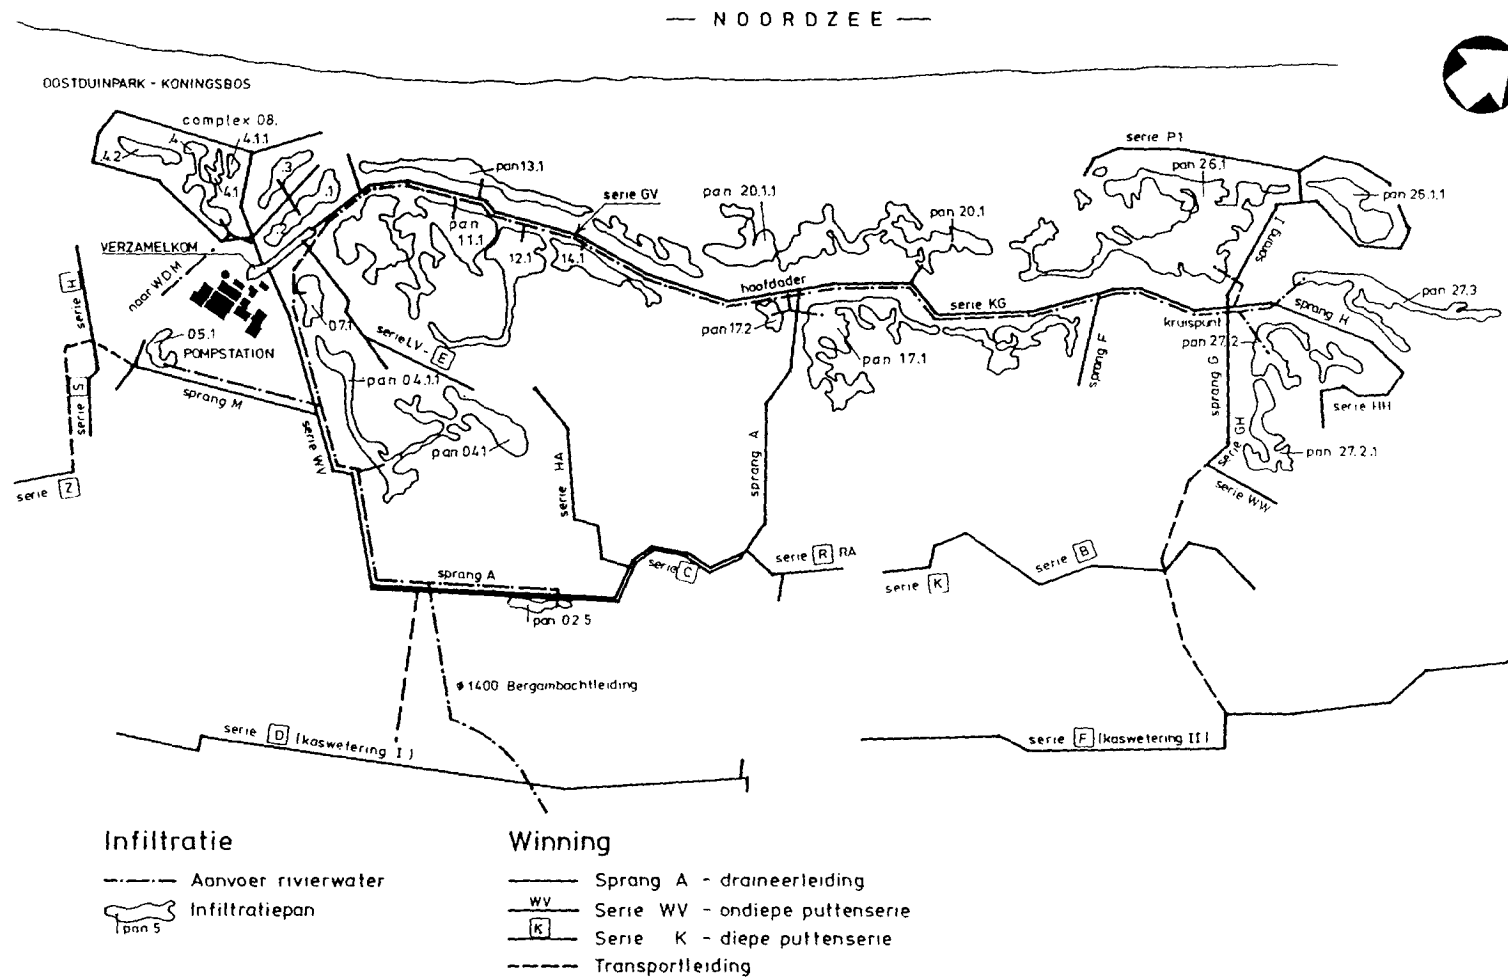 — NOORDZEE —
OOSTDUINPARK - KONINGSBOS
complex 08.
.4
4.1.1
.4.2
.3
4.1
.1
pan 13.1
serie GV
pan 20.1.1
pan 20.1
serie P1
pan 26.1
pan 26.1.1
VERZAMELKOM
naar WDM
pan 11.1
12.1
14.1
hoofdader
serie KG
sprang I
pan 27.3
serie H
05.1
POMPSTATION
07.1
serie LV - E
pan 17.2
pan 17.1
kruispunt
pan 27.2
sprang H
sprang F
sprang G
pan 04.1.1
serie S
sprang M
serie WV
pan 04.1
serie HA
sprang A
serie HH
serie GH
pan 27.2.1
serie WW
serie Z
sprang A
serie C
serie R RA
serie K
serie B
pan 02.5
ø 1400 Bergambachtleiding
serie D (kaswetering I)
serie F (kaswetering II)
Infiltratie
Aanvoer rivierwater
Infiltratiepan
pan 5
Winning
Sprang A - draineerleiding
WV
Serie WV - ondiepe puttenserie
K
Serie K - diepe puttenserie
Transportleiding